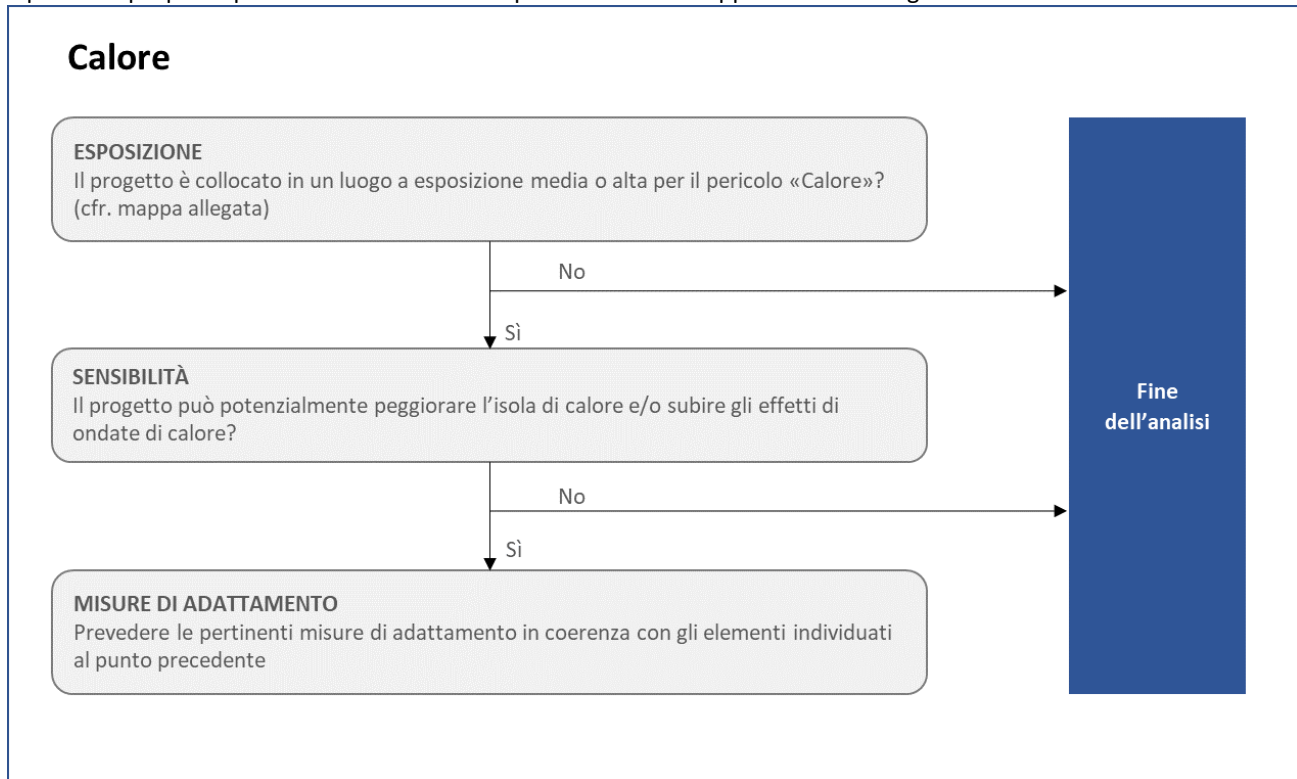 Calore
ESPOSIZIONE
Il progetto è collocato in un luogo a esposizione media o alta per il pericolo «Calore»?
(cfr. mappa allegata)
No
Sì
SENSIBILITÀ
Il progetto può potenzialmente peggiorare l’isola di calore e/o subire gli effetti di
ondate di calore?
Fine
dell’analisi
No
Sì
MISURE DI ADATTAMENTO
Prevedere le pertinenti misure di adattamento in coerenza con gli elementi individuati
al punto precedente